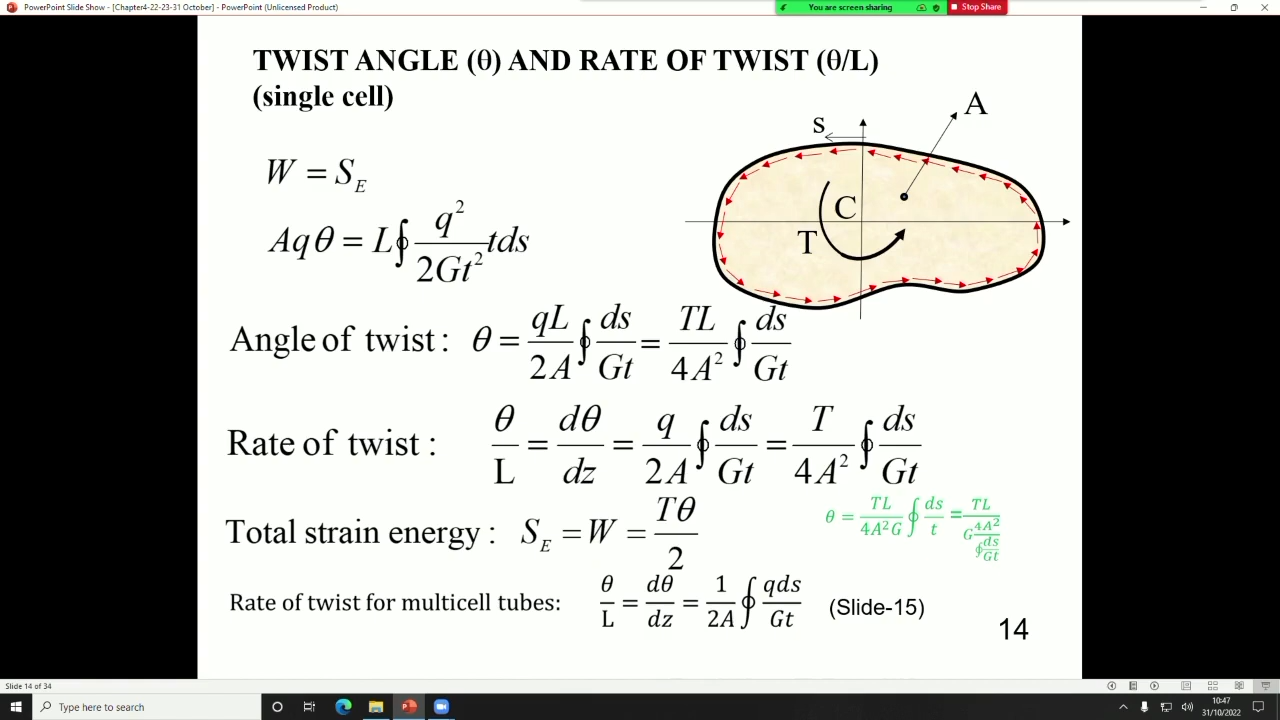 PowerPoint Slide Show - [Chapter4-22-23-31 October] - PowerPoint (Unlicensed Product)
You are screen sharing
Stop Share
TWIST ANGLE (θ) AND RATE OF TWIST (θ/L)
(single cell)
A
s
C
T
W = S_E
Aqθ = L∮ q²/2Gt² tds
Angle of twist : θ = qL/2A ∮ ds/Gt = TL/4A² ∮ ds/Gt
Rate of twist : θ/L = dθ/dz = q/2A ∮ ds/Gt = T/4A² ∮ ds/Gt
Total strain energy : S_E = W = Tθ/2
θ = TL/4A²G ∮ ds/t = TL/G 4A²/∮ds/Gt
Rate of twist for multicell tubes: θ/L = dθ/dz = 1/2A ∮ qds/Gt (Slide-15)
14
Slide 14 of 34
Type here to search
10:47
31/10/2022